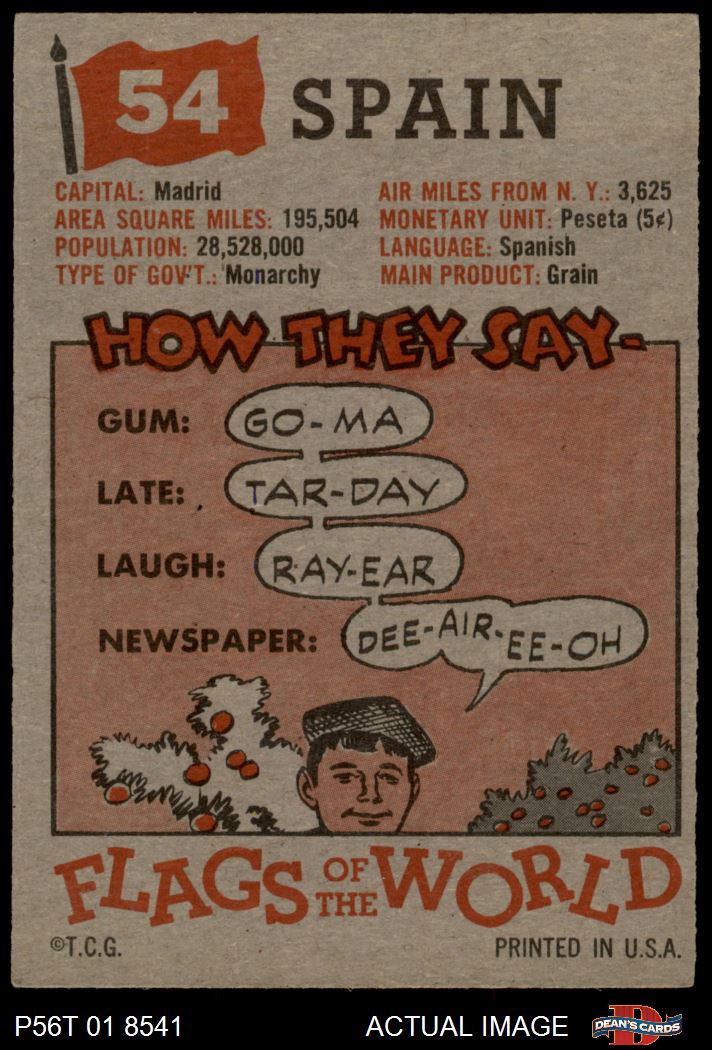 54 SPAIN
CAPITAL: Madrid
AREA SQUARE MILES: 195,504
POPULATION: 28,528,000
TYPE OF GOV'T.: Monarchy
AIR MILES FROM N. Y.: 3,625
MONETARY UNIT: Peseta (5¢)
LANGUAGE: Spanish
MAIN PRODUCT: Grain
HOW THEY SAY-
GUM: GO-MA
LATE: TAR-DAY
LAUGH: RAY-EAR
NEWSPAPER: DEE-AIR-EE-OH
FLAGS OF THE WORLD
©T.C.G. PRINTED IN U.S.A.
P56T 01 8541 ACTUAL IMAGE D DEAN'S CARDS